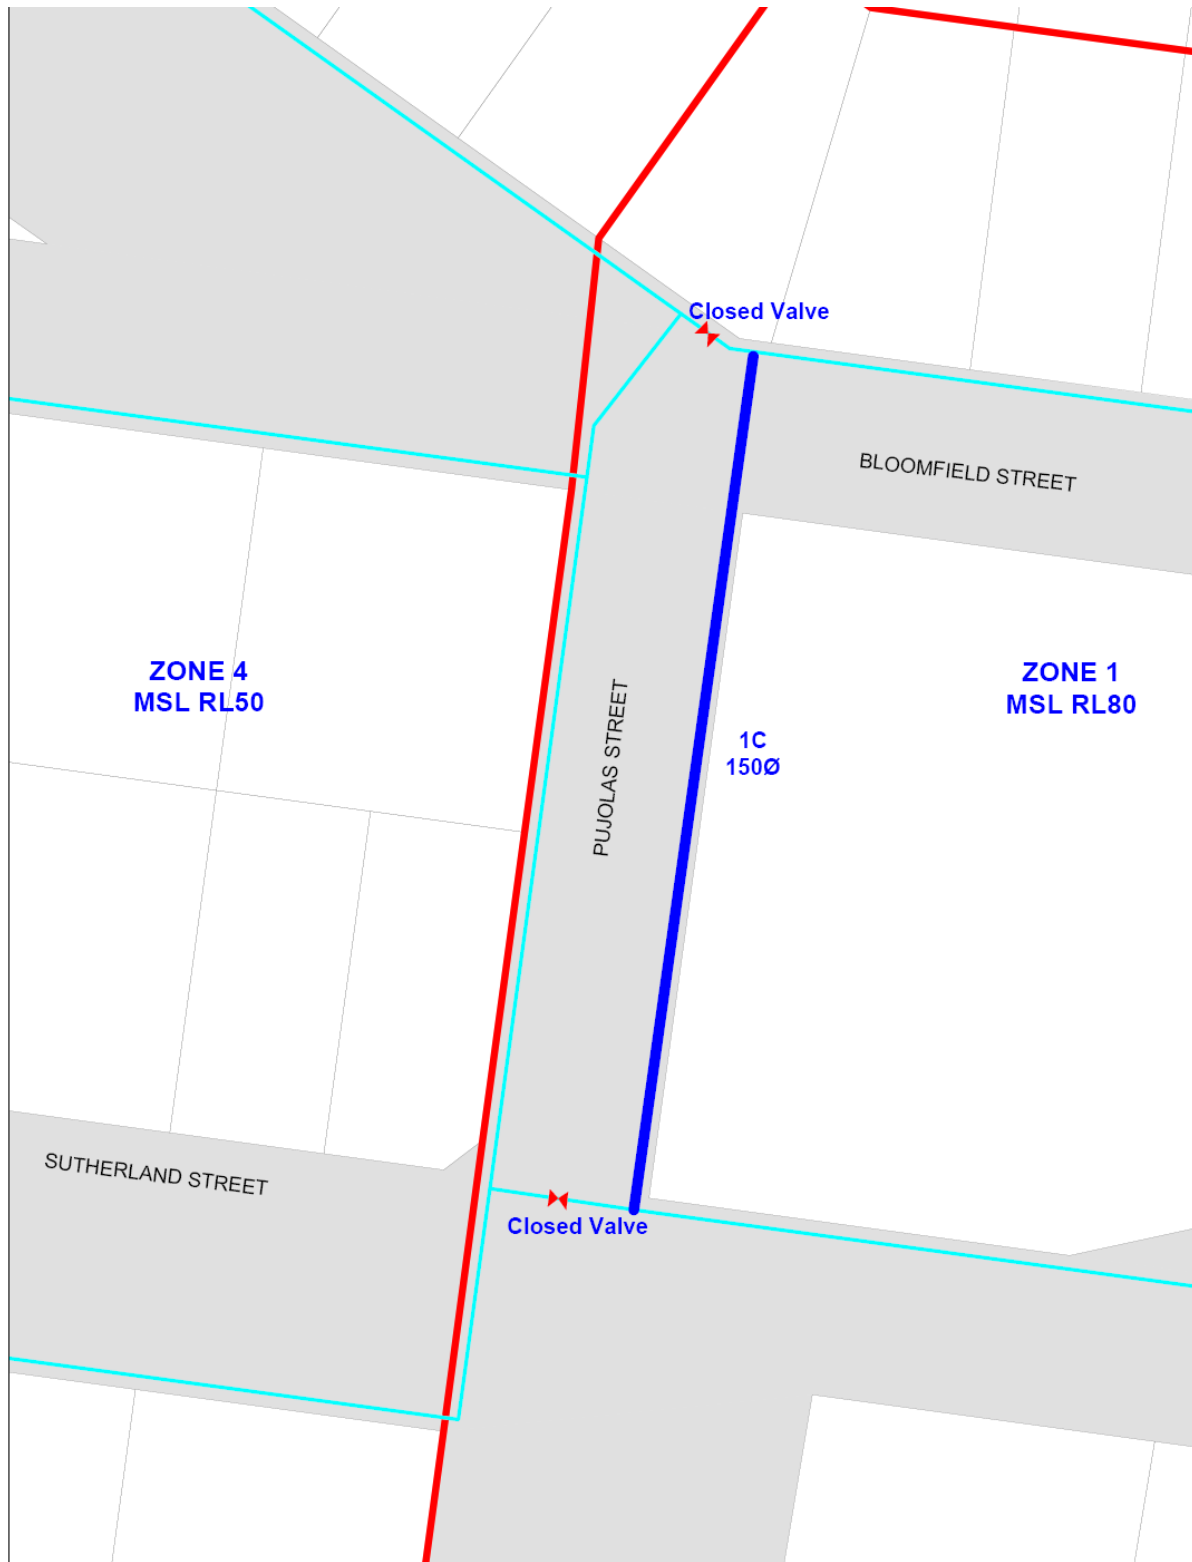 Closed Valve
BLOOMFIELD STREET
ZONE 4
MSL RL50
ZONE 1
MSL RL80
PUJOLAS STREET
1C
150Ø
SUTHERLAND STREET
Closed Valve